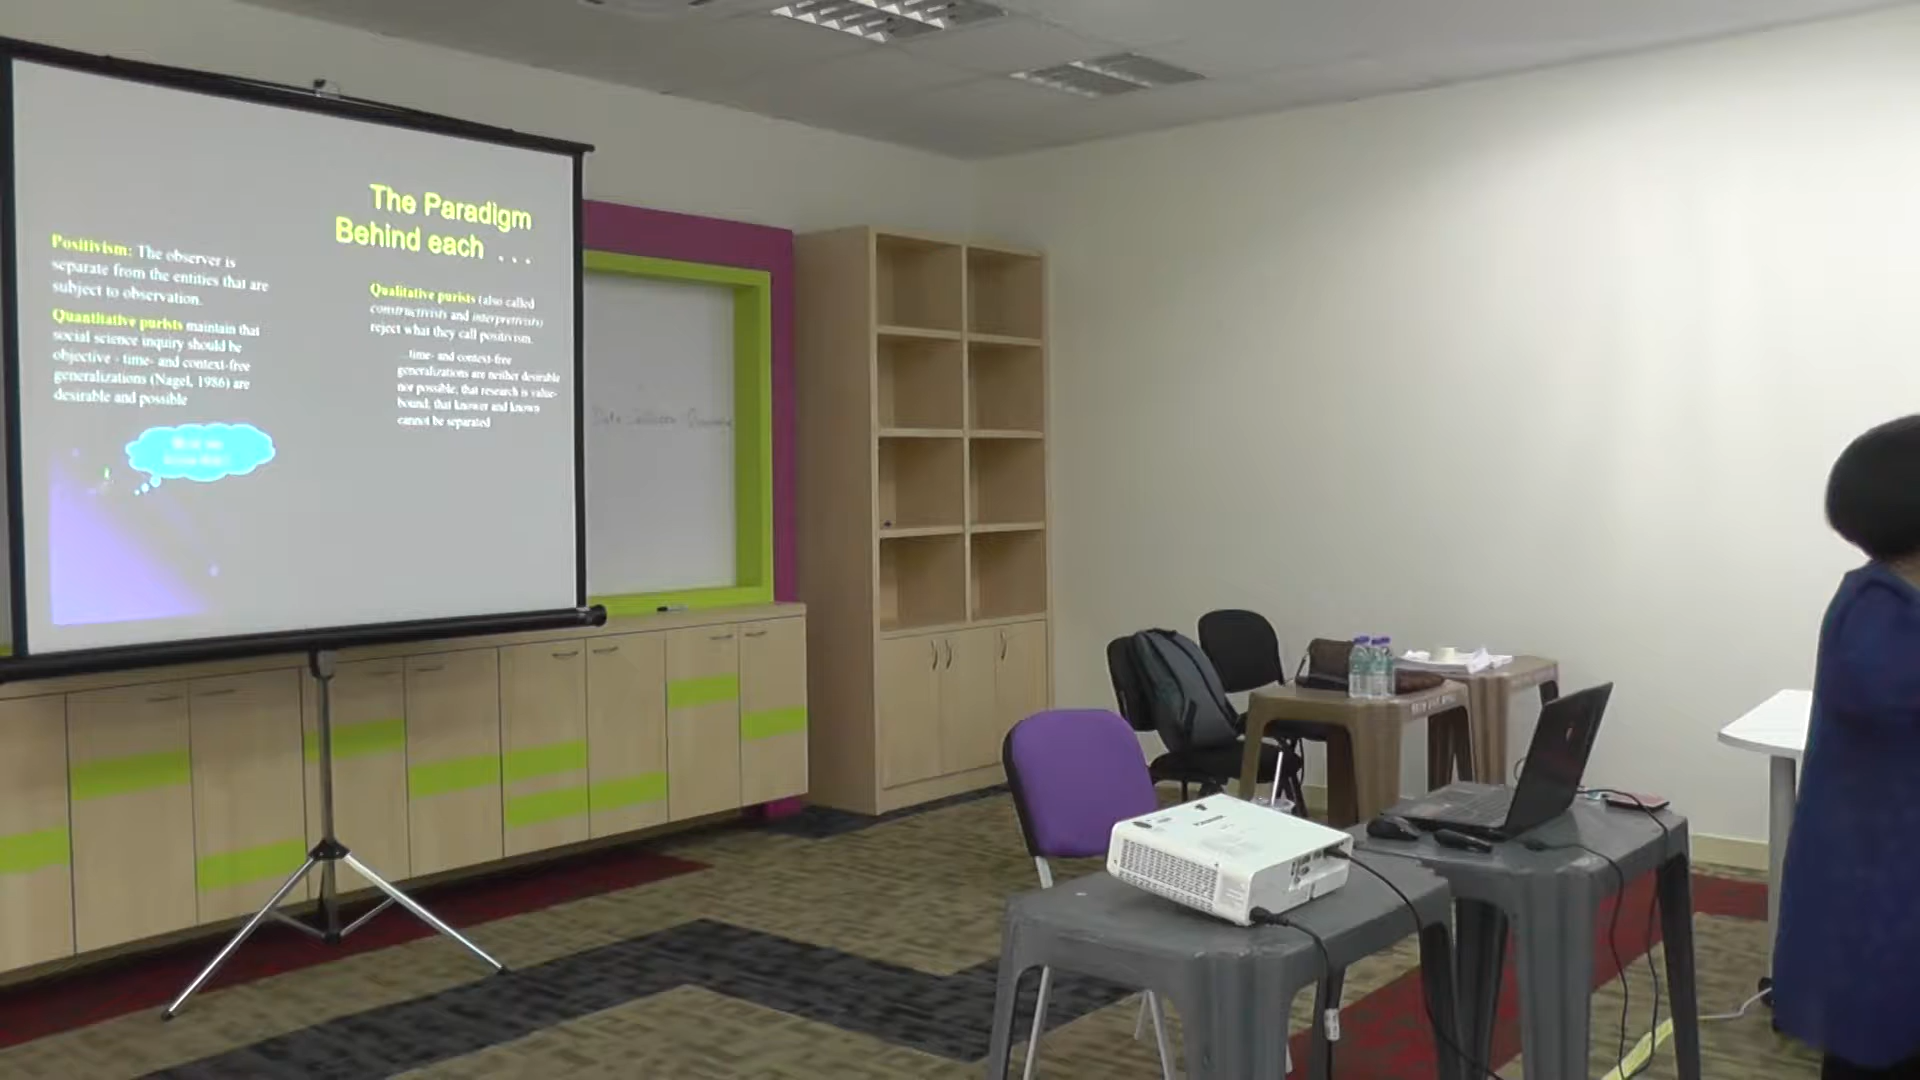 The Paradigm
Behind each . . .
Positivism: The observer is
separate from the entities that are
subject to observation.
Quantitative purists maintain that
social science inquiry should be
objective - time- and context-free
generalizations (Nagel, 1986) are
desirable and possible
Qualitative purists (also called
constructivists and interpretivists)
reject what they call positivism.
...time- and context-free
generalizations are neither desirable
nor possible; that research is value-
bound; that knower and known
cannot be separated